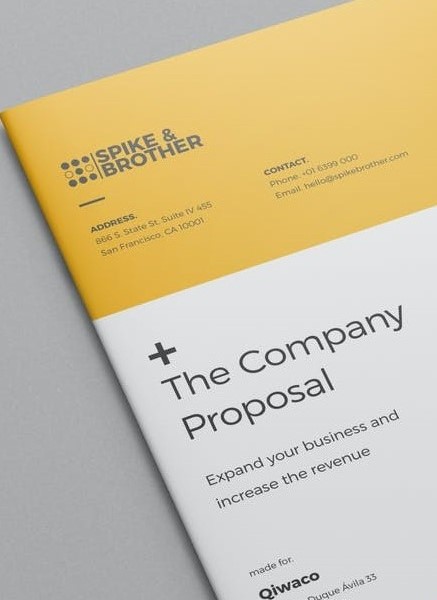 SPIKE &
BROTHER
ADDRESS.
866 S. State St. Suite IV 455
San Francisco, CA 10001
CONTACT.
Phone. +01 6399 000
Email. hello@spikebrother.com
+
The Company
Proposal
Expand your business and
increase the revenue
made for.
Qiwaco
Duque Ávila 33